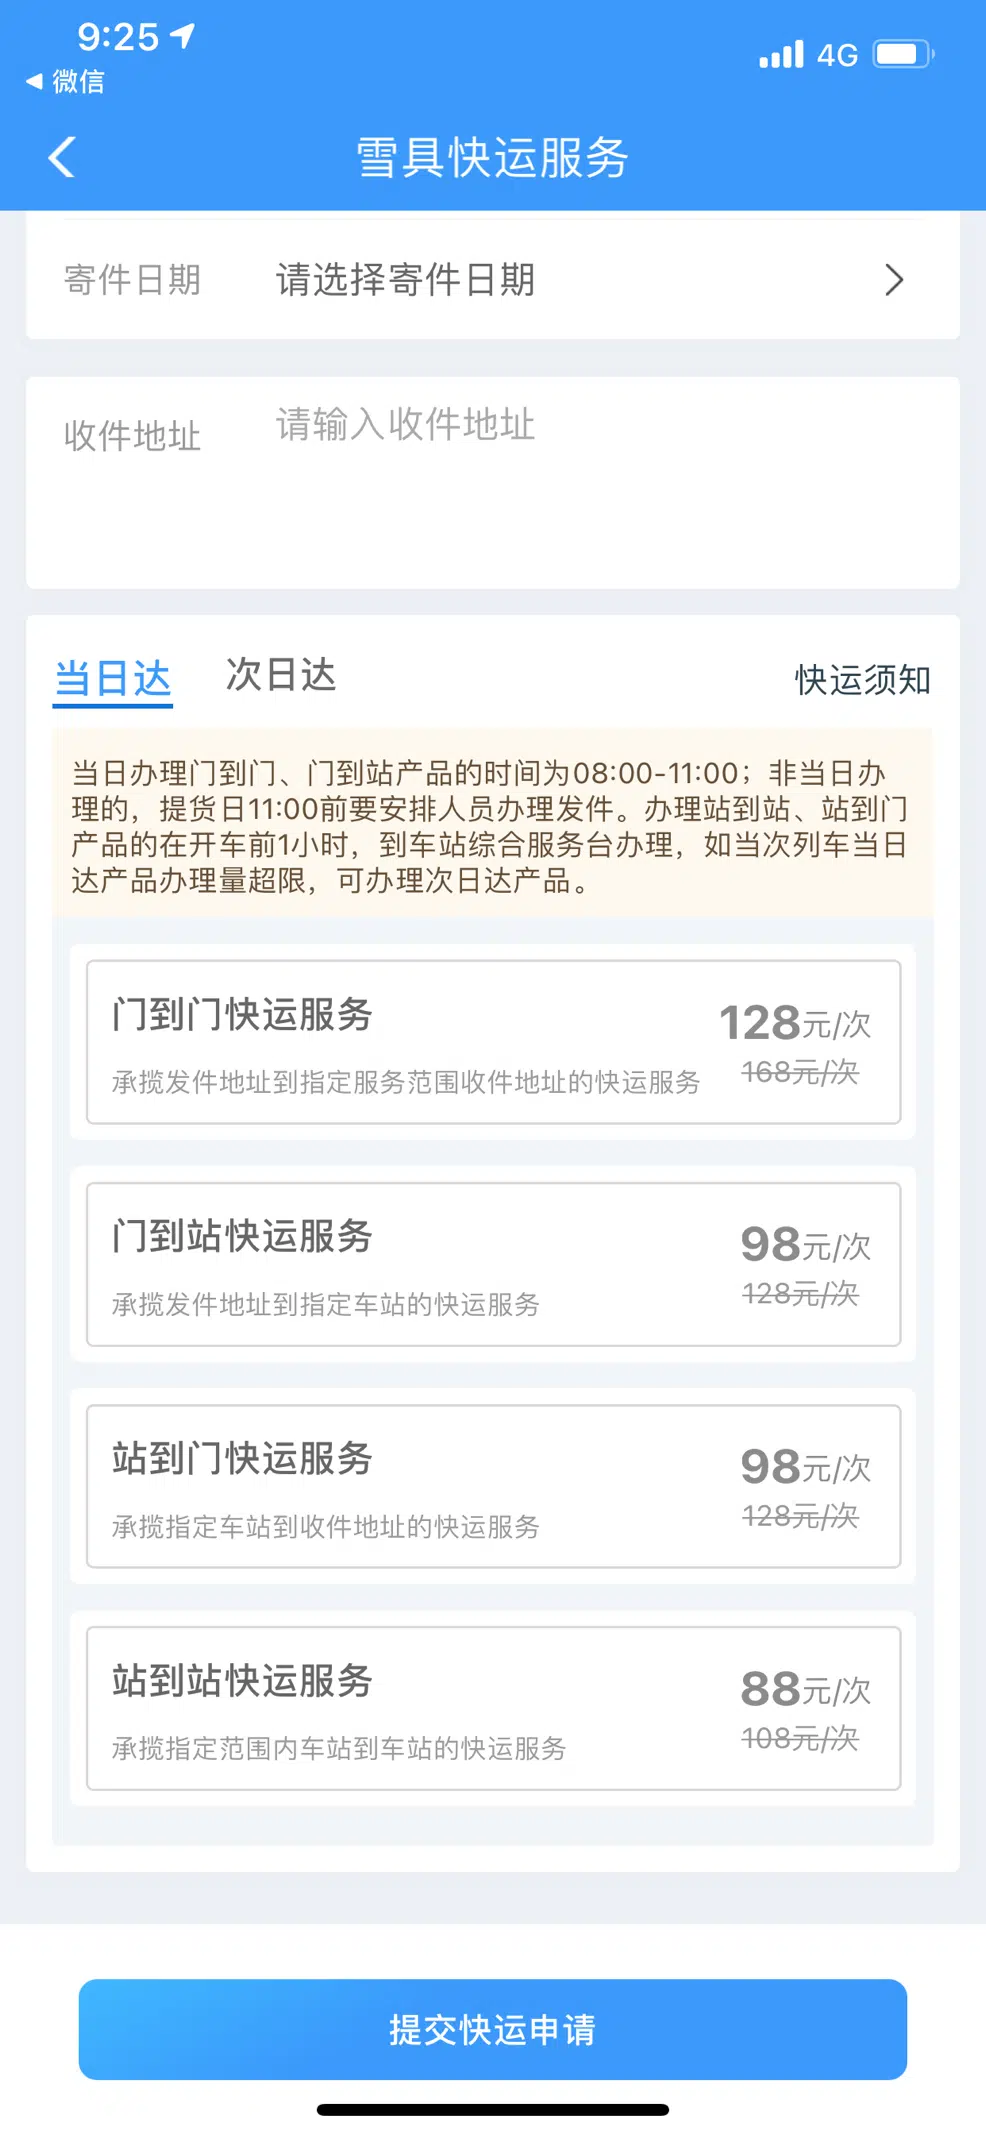 9:25
4G
微信
雪具快运服务
寄件日期 请选择寄件日期
收件地址 请输入收件地址
当日达 次日达 快运须知
当日办理门到门、门到站产品的时间为08:00-11:00；非当日办
理的，提货日11:00前要安排人员办理发件。办理站到站、站到门
产品的在开车前1小时，到车站综合服务台办理，如当次列车当日
达产品办理量超限，可办理次日达产品。
门到门快运服务 128元/次
承揽发件地址到指定服务范围收件地址的快运服务 168元/次
门到站快运服务 98元/次
承揽发件地址到指定车站的快运服务 128元/次
站到门快运服务 98元/次
承揽指定车站到收件地址的快运服务 128元/次
站到站快运服务 88元/次
承揽指定范围内车站到车站的快运服务 108元/次
提交快运申请